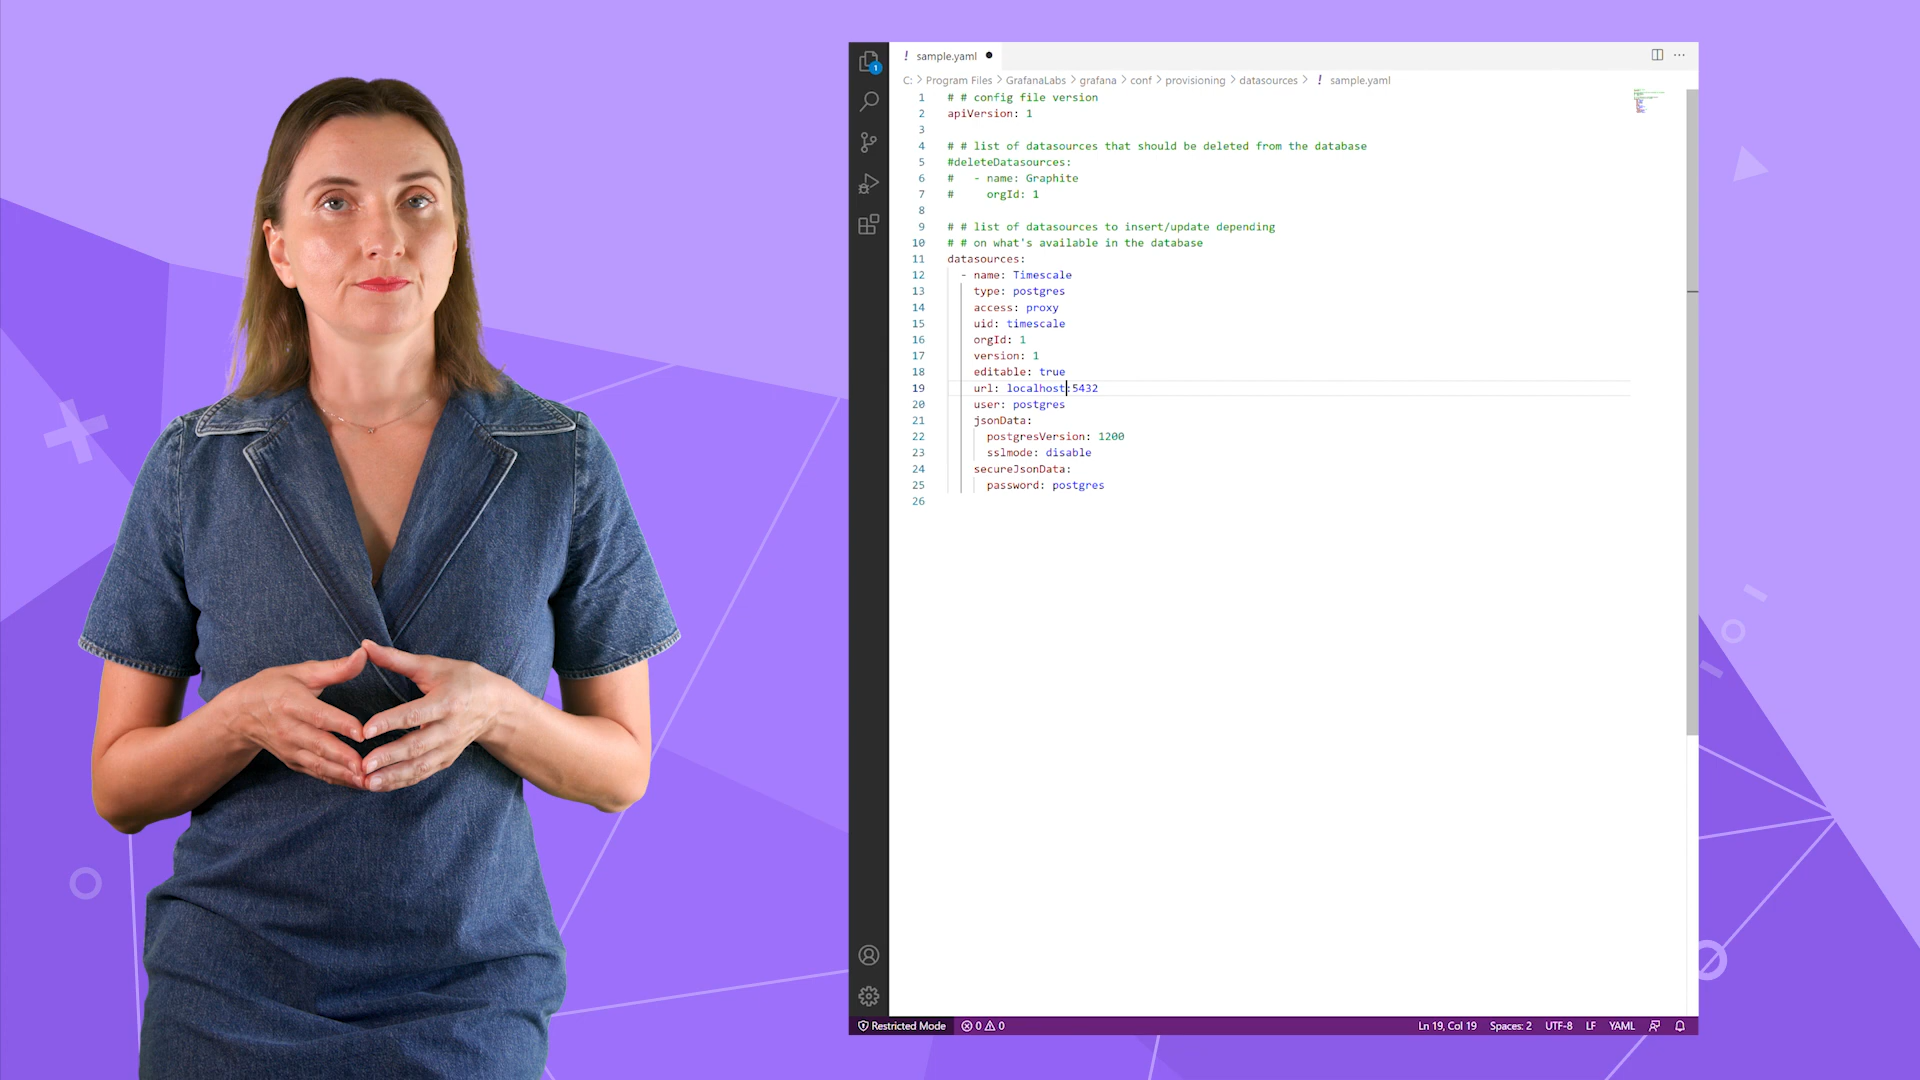 ! sample.yaml ●
C: > Program Files > GrafanaLabs > grafana > conf > provisioning > datasources > ! sample.yaml
1
1 # # config file version
2 apiVersion: 1
3
4 # # list of datasources that should be deleted from the database
5 #deleteDatasources:
6 #   - name: Graphite
7 #     orgId: 1
8
9 # # list of datasources to insert/update depending
10 # # on what's available in the database
11 datasources:
12   - name: Timescale
13     type: postgres
14     access: proxy
15     uid: timescale
16     orgId: 1
17     version: 1
18     editable: true
19     url: localhost:5432
20     user: postgres
21     jsonData:
22       postgresVersion: 1200
23       sslmode: disable
24     secureJsonData:
25       password: postgres
26
Restricted Mode 0 0 Ln 19, Col 19 Spaces: 2 UTF-8 LF YAML